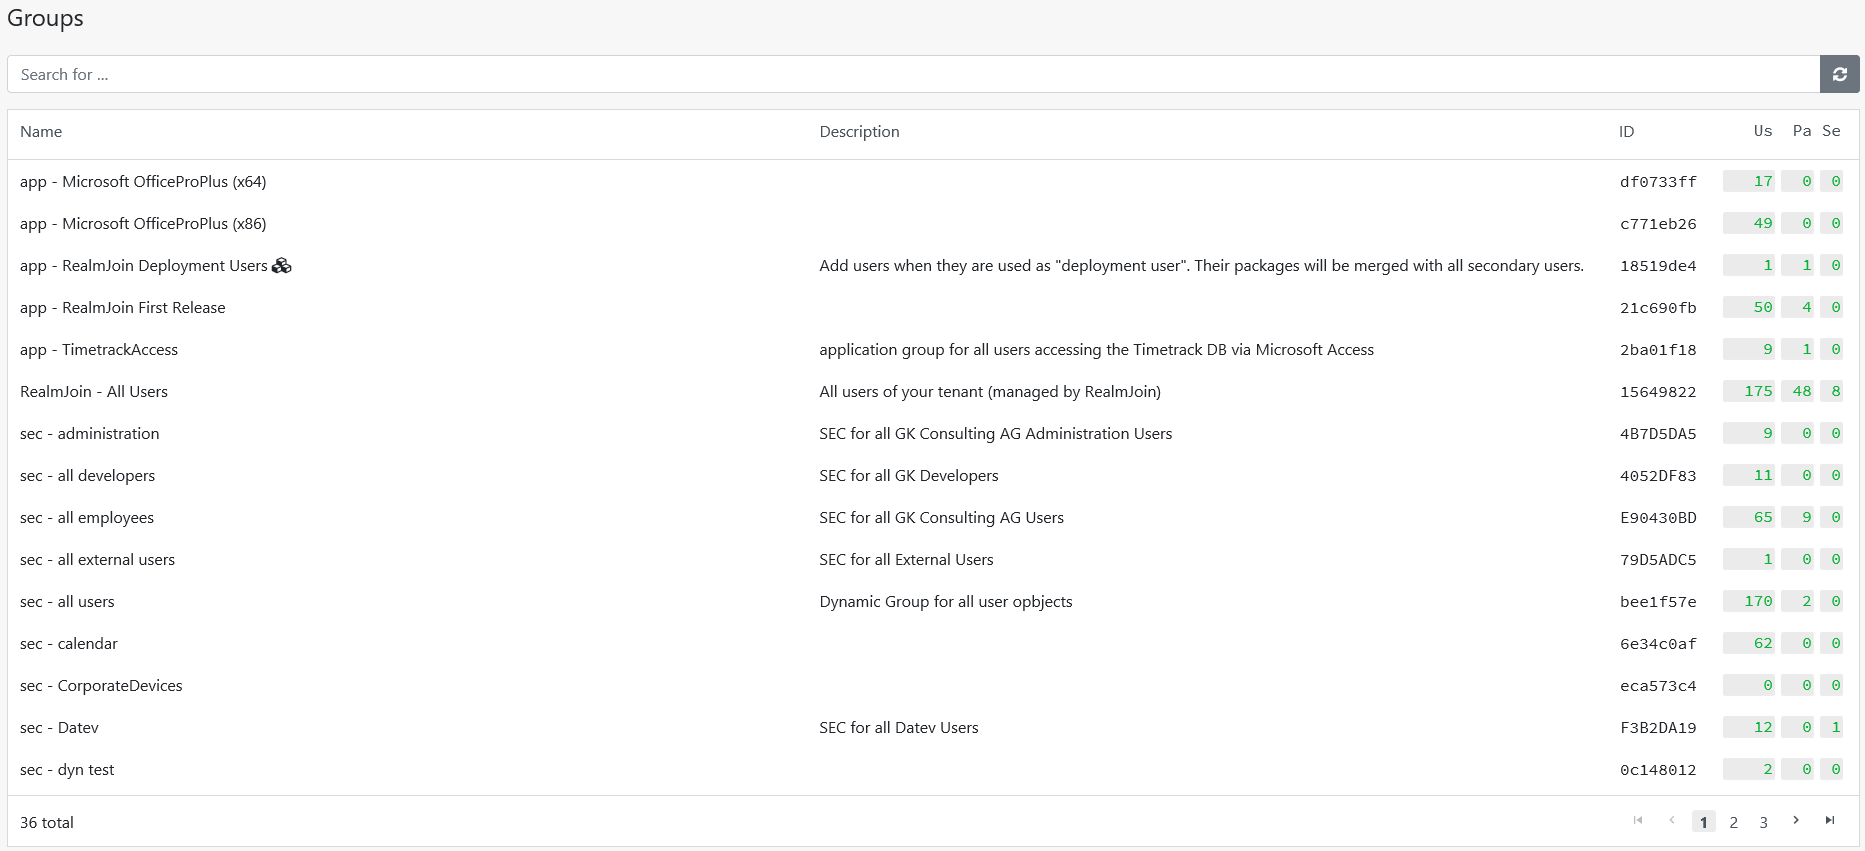 Groups
Search for ...
Name Description ID Us Pa Se
app - Microsoft OfficeProPlus (x64) df0733ff 17 0 0
app - Microsoft OfficeProPlus (x86) c771eb26 49 0 0
app - RealmJoin Deployment Users Add users when they are used as "deployment user". Their packages will be merged with all secondary users. 18519de4 1 1 0
app - RealmJoin First Release 21c690fb 50 4 0
app - TimetrackAccess application group for all users accessing the Timetrack DB via Microsoft Access 2ba01f18 9 1 0
RealmJoin - All Users All users of your tenant (managed by RealmJoin) 15649822 175 48 8
sec - administration SEC for all GK Consulting AG Administration Users 4B7D5DA5 9 0 0
sec - all developers SEC for all GK Developers 4052DF83 11 0 0
sec - all employees SEC for all GK Consulting AG Users E90430BD 65 9 0
sec - all external users SEC for all External Users 79D5ADC5 1 0 0
sec - all users Dynamic Group for all user opbjects bee1f57e 170 2 0
sec - calendar 6e34c0af 62 0 0
sec - CorporateDevices eca573c4 0 0 0
sec - Datev SEC for all Datev Users F3B2DA19 12 0 1
sec - dyn test 0c148012 2 0 0
36 total 1 2 3